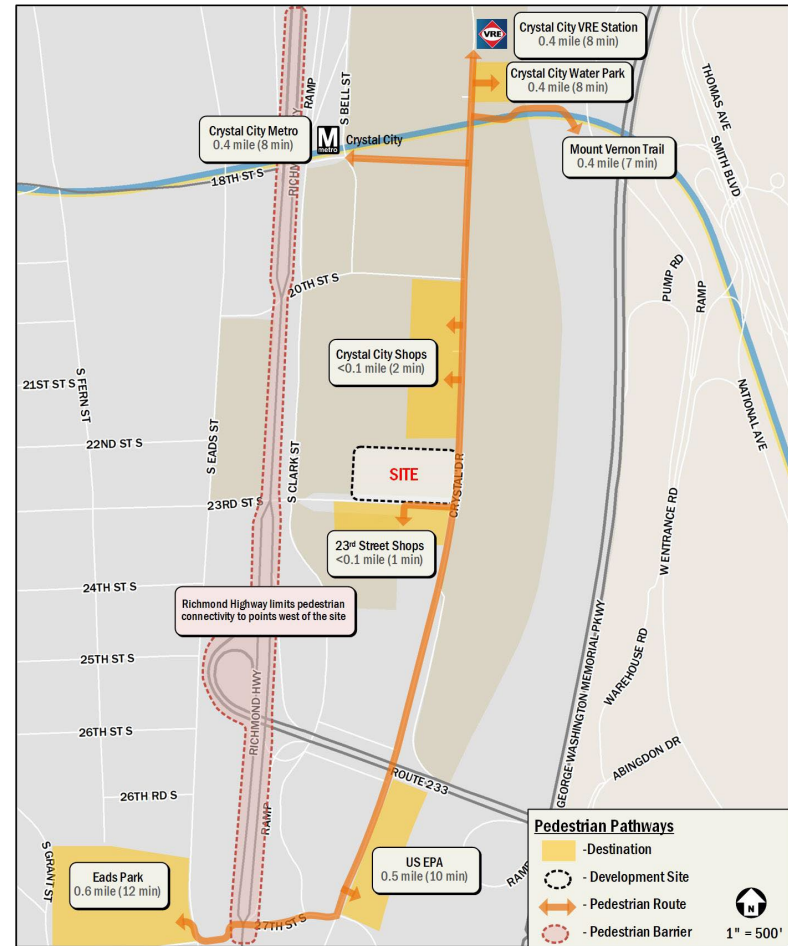 VRE
Crystal City VRE Station
0.4 mile (8 min)
Crystal City Water Park
0.4 mile (8 min)
Mount Vernon Trail
0.4 mile (7 min)
Crystal City Metro
0.4 mile (8 min)
M
metro
Crystal City
RAMP
S BELL ST
THOMAS AVE
SMITH BLVD
18TH ST S
20TH ST S
PUMP RD
RAMP
NATIONAL AVE
Crystal City Shops
<0.1 mile (2 min)
21ST ST S
S FERN ST
22ND ST S
S EADS ST
S CLARK ST
SITE
CRYSTAL DR
23RD ST S
23rd Street Shops
<0.1 mile (1 min)
W ENTRANCE RD
24TH ST S
Richmond Highway limits pedestrian
connectivity to points west of the site
25TH ST S
RICHMOND HWY
GEORGE WASHINGTON MEMORIAL PKWY
WAREHOUSE RD
26TH ST S
ABINGDON DR
ROUTE 233
26TH RD S
RAMP
S GRANT ST
Eads Park
0.6 mile (12 min)
27TH ST S
US EPA
0.5 mile (10 min)
RAMP
Pedestrian Pathways
-Destination
- Development Site
- Pedestrian Route
- Pedestrian Barrier
N
1" = 500'